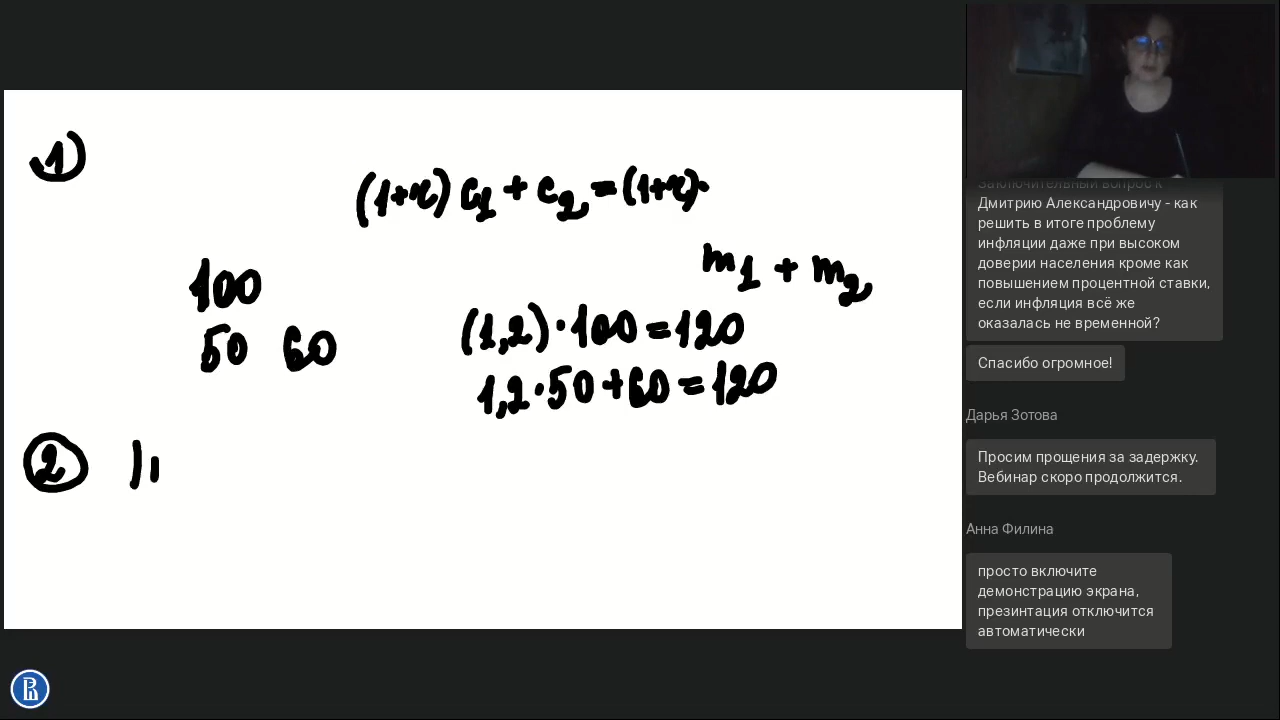 1)
(1+r) c₁ + c₂ = (1+r)·
m₁ + m₂
100
50 60
(1,2)·100 = 120
1,2·50 + 60 = 120
2
Заключительный вопрос к
Дмитрию Александровичу - как
решить в итоге проблему
инфляции даже при высоком
доверии населения кроме как
повышением процентной ставки,
если инфляция всё же
оказалась не временной?
Спасибо огромное!
Дарья Зотова
Просим прощения за задержку.
Вебинар скоро продолжится.
Анна Филина
просто включите
демонстрацию экрана,
презинтация отключится
автоматически